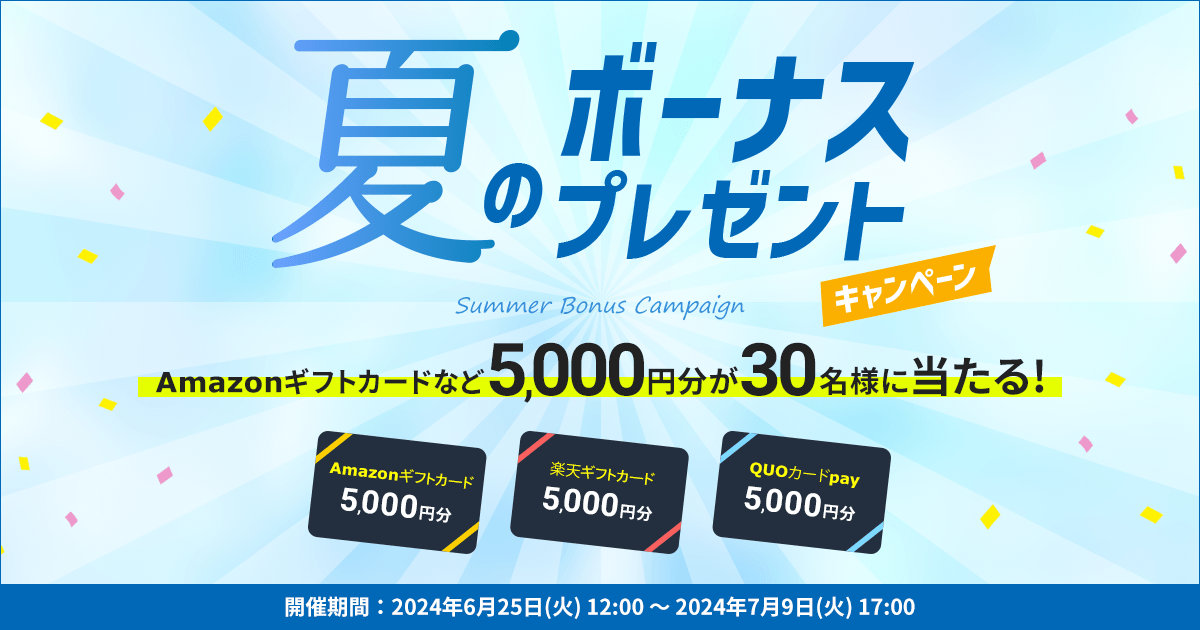 夏のボーナス
プレゼント
キャンペーン
Summer Bonus Campaign
Amazonギフトカードなど5,000円分が30名様に当たる!
Amazonギフトカード
5,000円分
楽天ギフトカード
5,000円分
QUOカードpay
5,000円分
開催期間：2024年6月25日(火) 12:00 ～ 2024年7月9日(火) 17:00